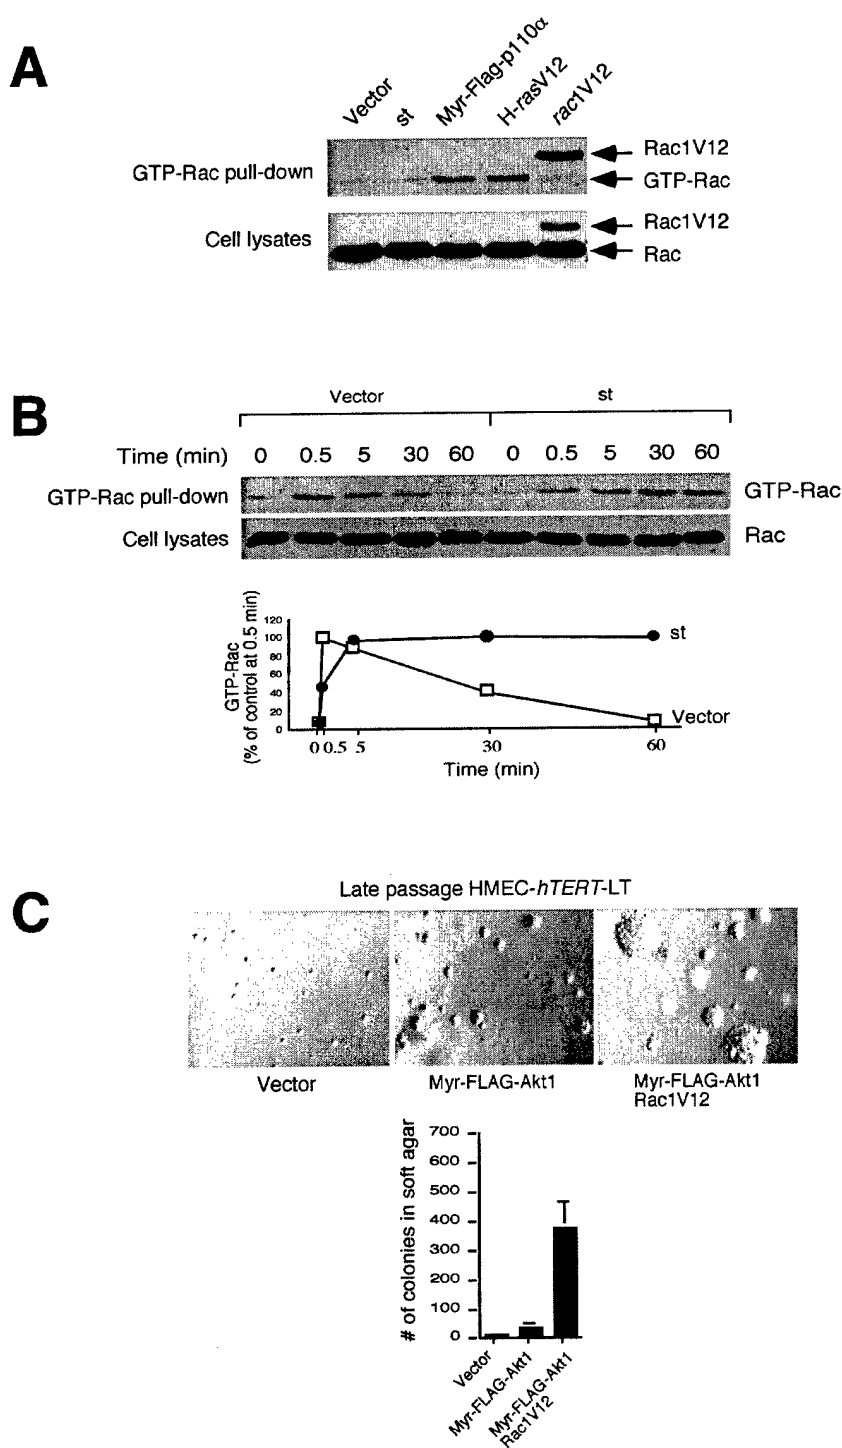 A
Vector
st
Myr-Flag-p110α
H-rasV12
rac1V12
GTP-Rac pull-down
Rac1V12
GTP-Rac
Cell lysates
Rac1V12
Rac
B
Vector
st
Time (min) 0 0.5 5 30 60 0 0.5 5 30 60
GTP-Rac pull-down
GTP-Rac
Cell lysates
Rac
GTP-Rac
(% of control at 0.5 min)
120
100
80
60
40
20
0
st
Vector
0 0.5 5 30 60
Time (min)
C
Late passage HMEC-hTERT-LT
Vector
Myr-FLAG-Akt1
Myr-FLAG-Akt1
Rac1V12
# of colonies in soft agar
700
600
500
400
300
200
100
0
Vector
Myr-FLAG-Akt1
Myr-FLAG-Akt1
Rac1V12